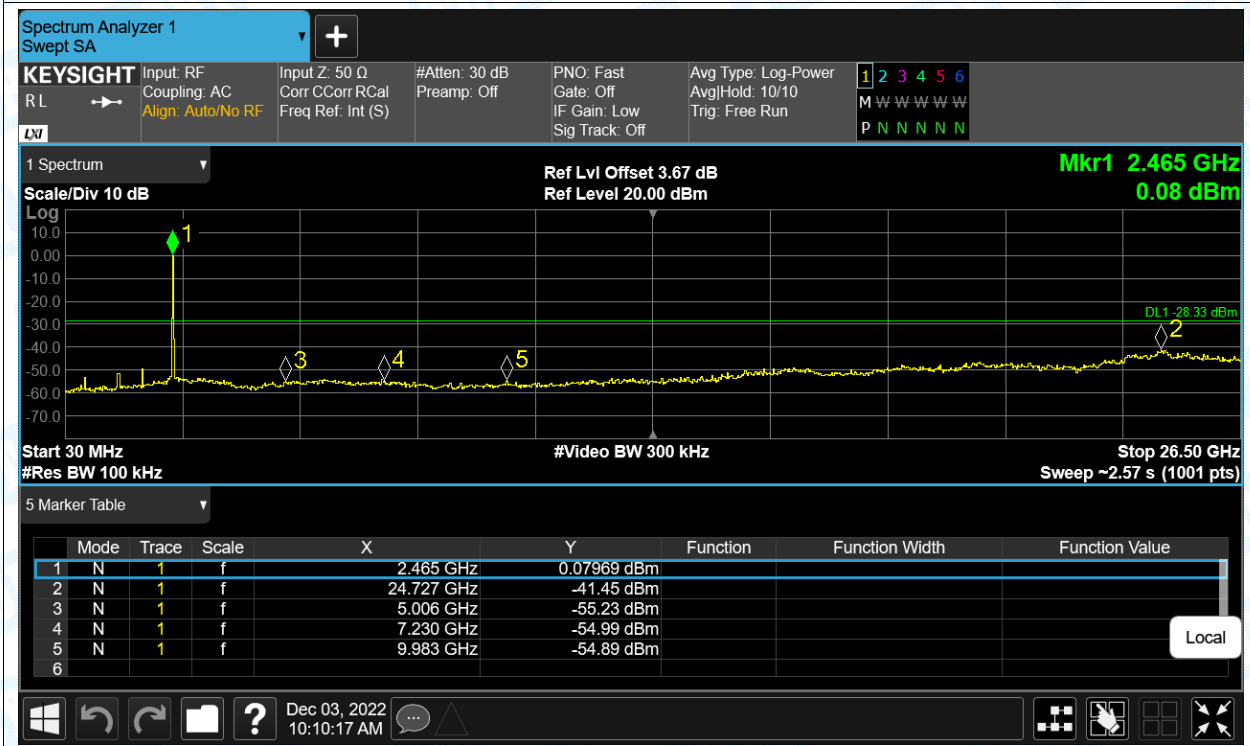 Spectrum Analyzer 1
Swept SA
KEYSIGHT
RL
LXI
Input: RF
Coupling: AC
Align: Auto/No RF
Input Z: 50 Ω
Corr CCorr RCal
Freq Ref: Int (S)
#Atten: 30 dB
Preamp: Off
PNO: Fast
Gate: Off
IF Gain: Low
Sig Track: Off
Avg Type: Log-Power
Avg|Hold: 10/10
Trig: Free Run
1 2 3 4 5 6
M W W W W W
P N N N N N
1 Spectrum
Scale/Div 10 dB
Ref Lvl Offset 3.67 dB
Ref Level 20.00 dBm
Mkr1 2.465 GHz
0.08 dBm
Log
10.0
0.00
-10.0
-20.0
-30.0
-40.0
-50.0
-60.0
-70.0
1
DL1 -28.33 dBm
2
3
4
5
Start 30 MHz
#Res BW 100 kHz
#Video BW 300 kHz
Stop 26.50 GHz
Sweep ~2.57 s (1001 pts)
5 Marker Table
Mode Trace Scale X Y Function Function Width Function Value
1 N 1 f 2.465 GHz 0.07969 dBm
2 N 1 f 24.727 GHz -41.45 dBm
3 N 1 f 5.006 GHz -55.23 dBm
4 N 1 f 7.230 GHz -54.99 dBm
5 N 1 f 9.983 GHz -54.89 dBm
6
Local
?
Dec 03, 2022
10:10:17 AM